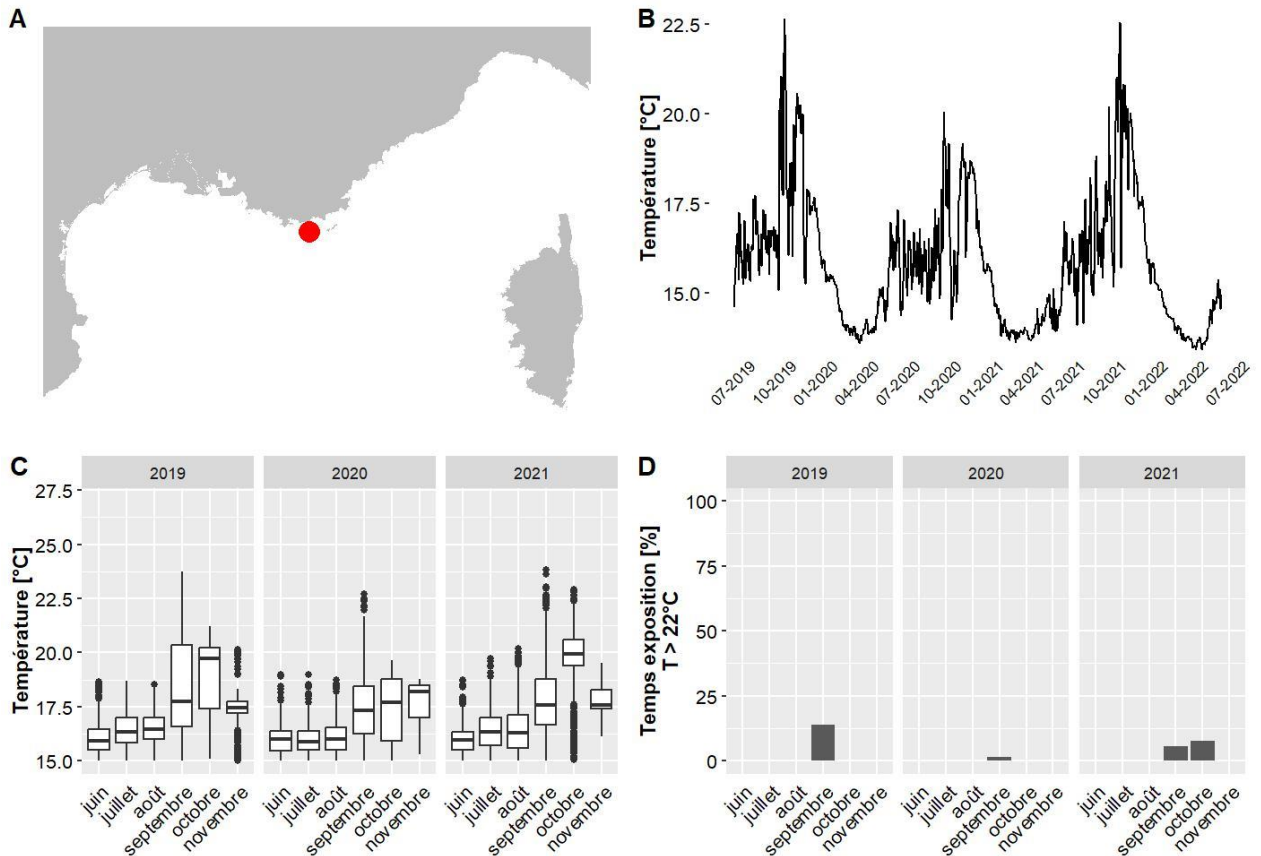 A
B
Température [°C]
22.5
20.0
17.5
15.0
07-2019
10-2019
01-2020
04-2020
07-2020
10-2020
01-2021
04-2021
07-2021
10-2021
01-2022
04-2022
07-2022
C
2019
2020
2021
Température [°C]
27.5
25.0
22.5
20.0
17.5
15.0
juin
juillet
août
septembre
octobre
novembre
juin
juillet
août
septembre
octobre
novembre
juin
juillet
août
septembre
octobre
novembre
D
2019
2020
2021
Temps exposition [%]
T > 22°C
100
75
50
25
0
juin
juillet
août
septembre
octobre
novembre
juin
juillet
août
septembre
octobre
novembre
juin
juillet
août
septembre
octobre
novembre